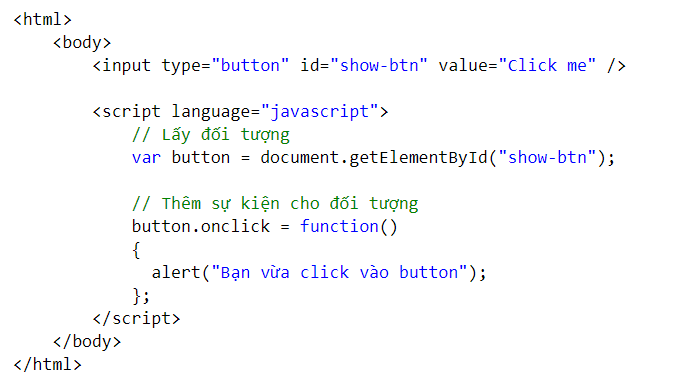 <html>
<body>
<input type="button" id="show-btn" value="Click me" />
<script language="javascript">
// Lấy đối tượng
var button = document.getElementById("show-btn");
// Thêm sự kiện cho đối tượng
button.onclick = function()
{
alert("Bạn vừa click vào button");
};
</script>
</body>
</html>